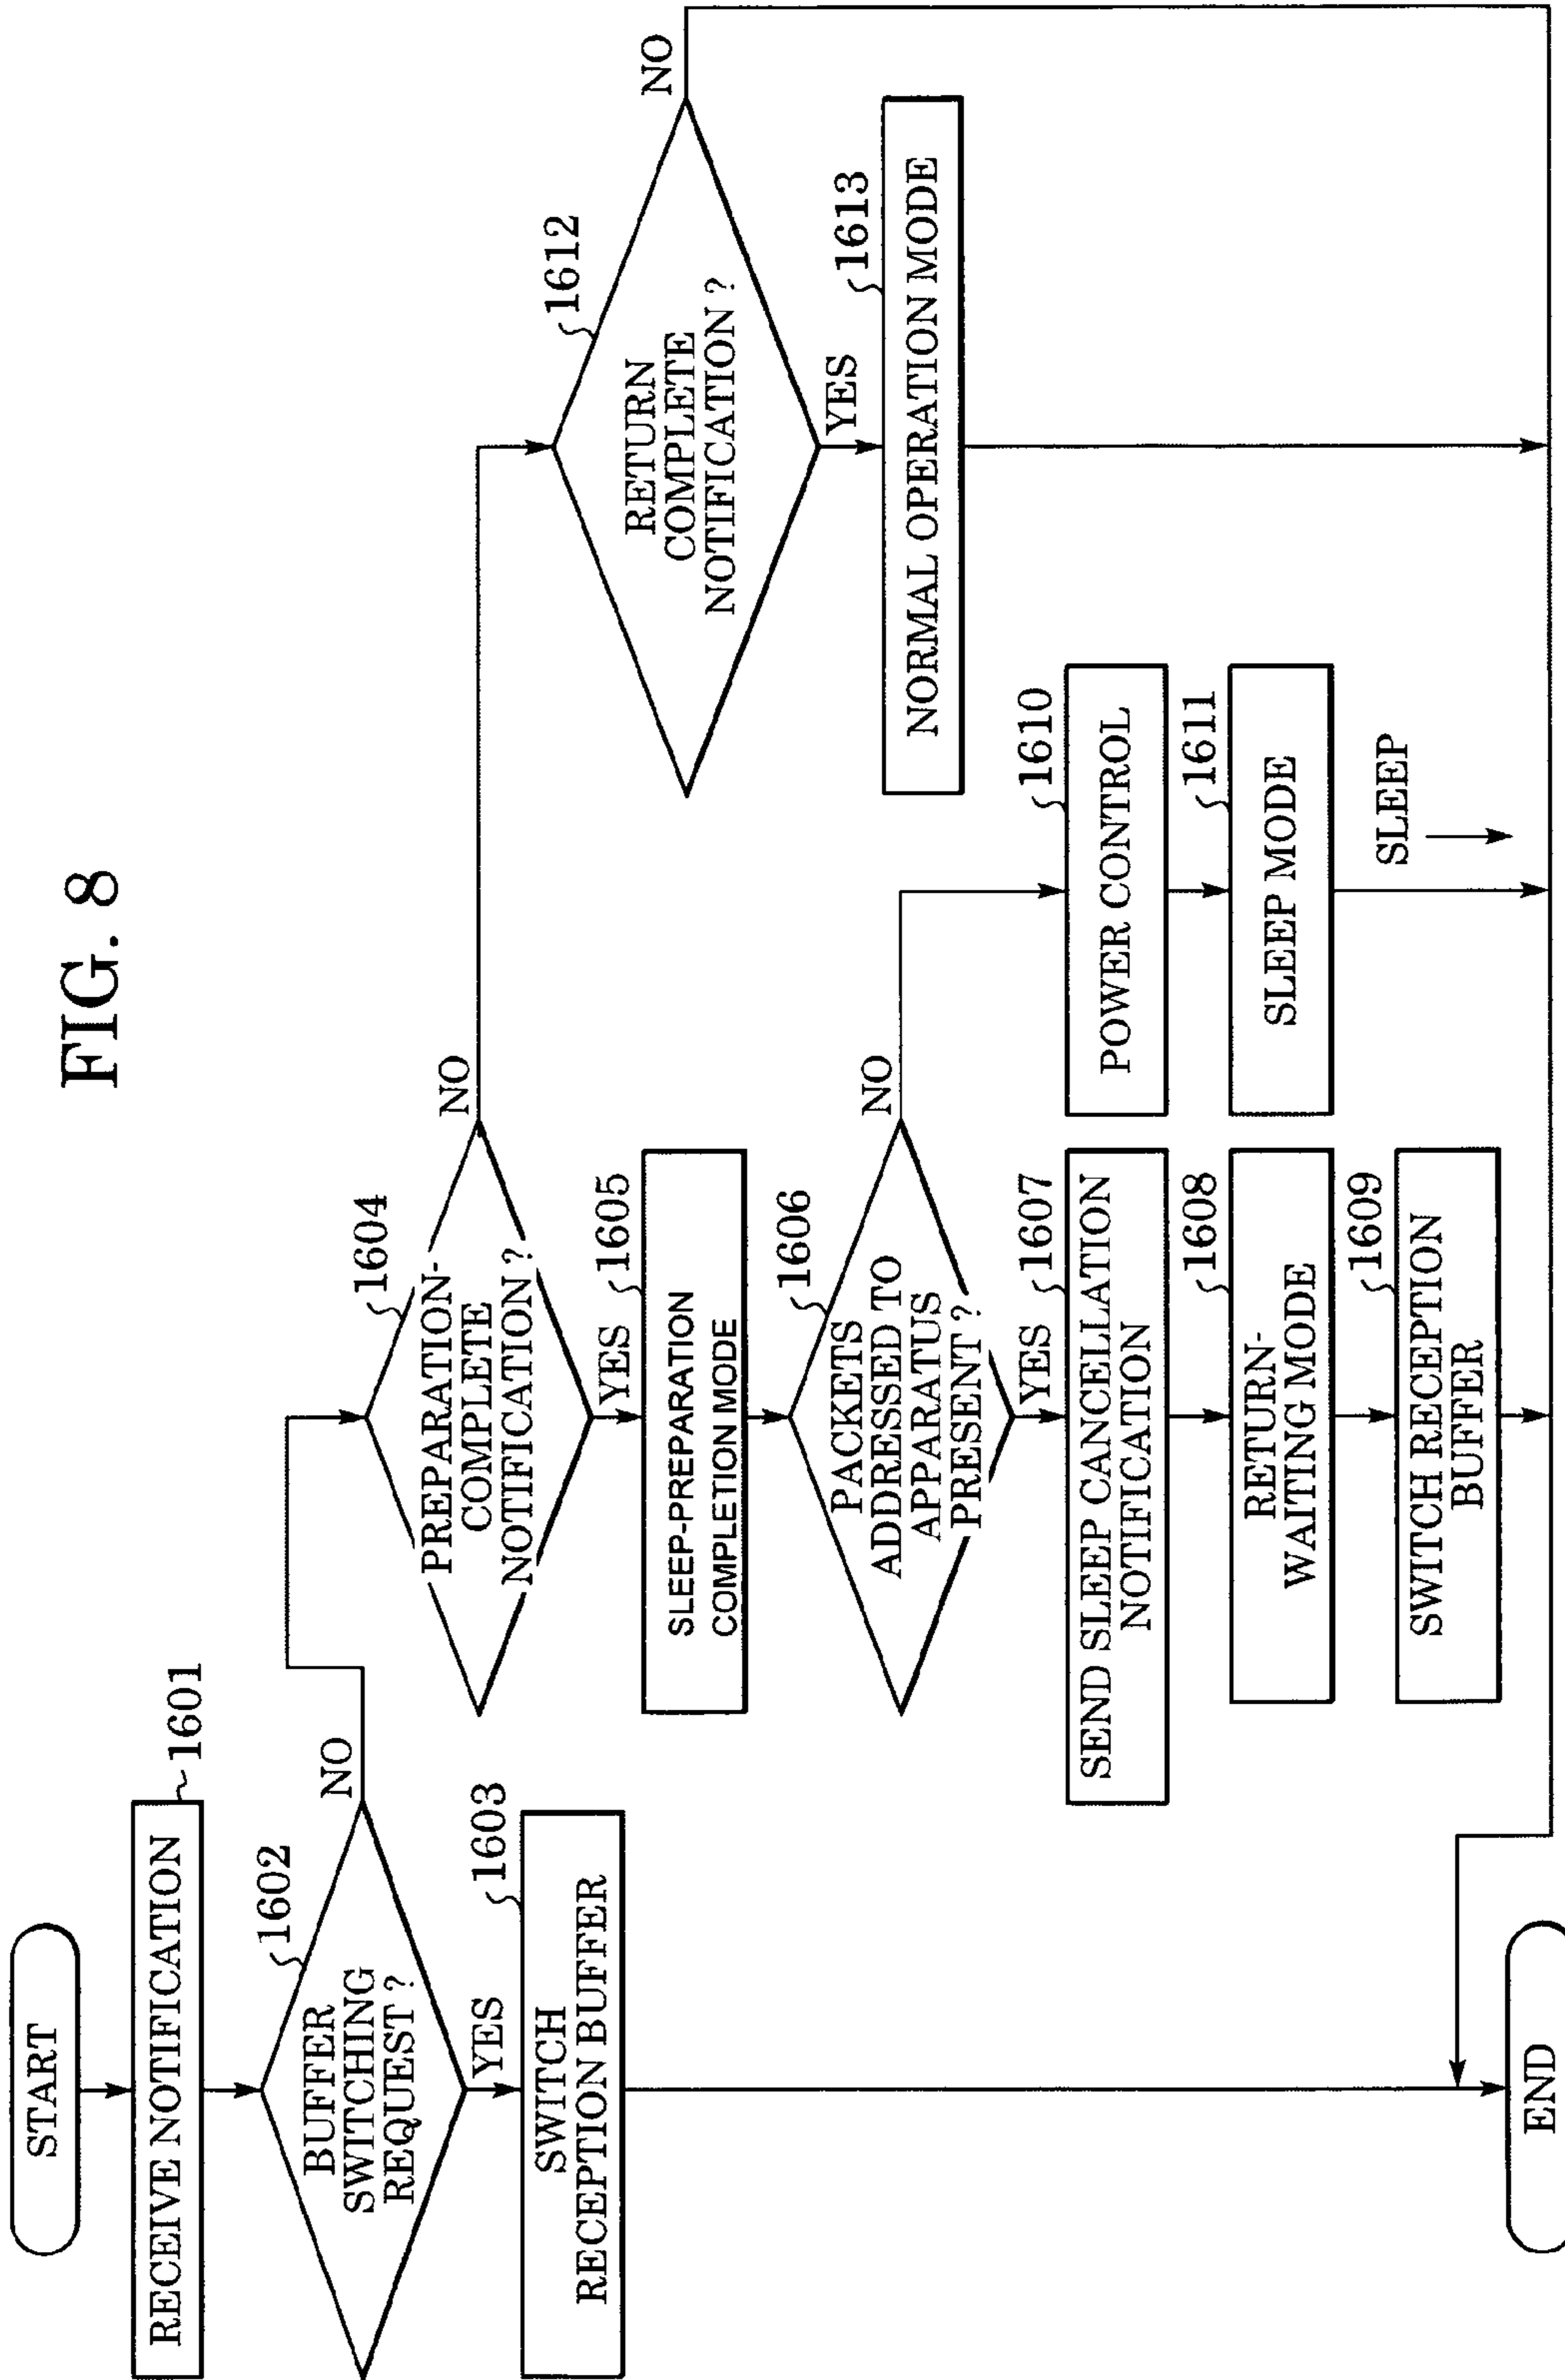 FIG. 8
START
RECEIVE NOTIFICATION
1601
BUFFER
SWITCHING
REQUEST ?
1602
NO
YES
SWITCH
RECEPTION BUFFER
1603
PREPARATION-
COMPLETE
NOTIFICATION ?
1604
NO
YES
SLEEP-PREPARATION
COMPLETION MODE
1605
PACKETS
ADDRESSED TO
APPARATUS
PRESENT ?
1606
NO
YES
SEND SLEEP CANCELLATION
NOTIFICATION
1607
RETURN-
WAITING MODE
1608
SWITCH RECEPTION
BUFFER
1609
POWER CONTROL
1610
SLEEP MODE
1611
SLEEP
RETURN
COMPLETE
NOTIFICATION ?
1612
NO
YES
NORMAL OPERATION MODE
1613
END